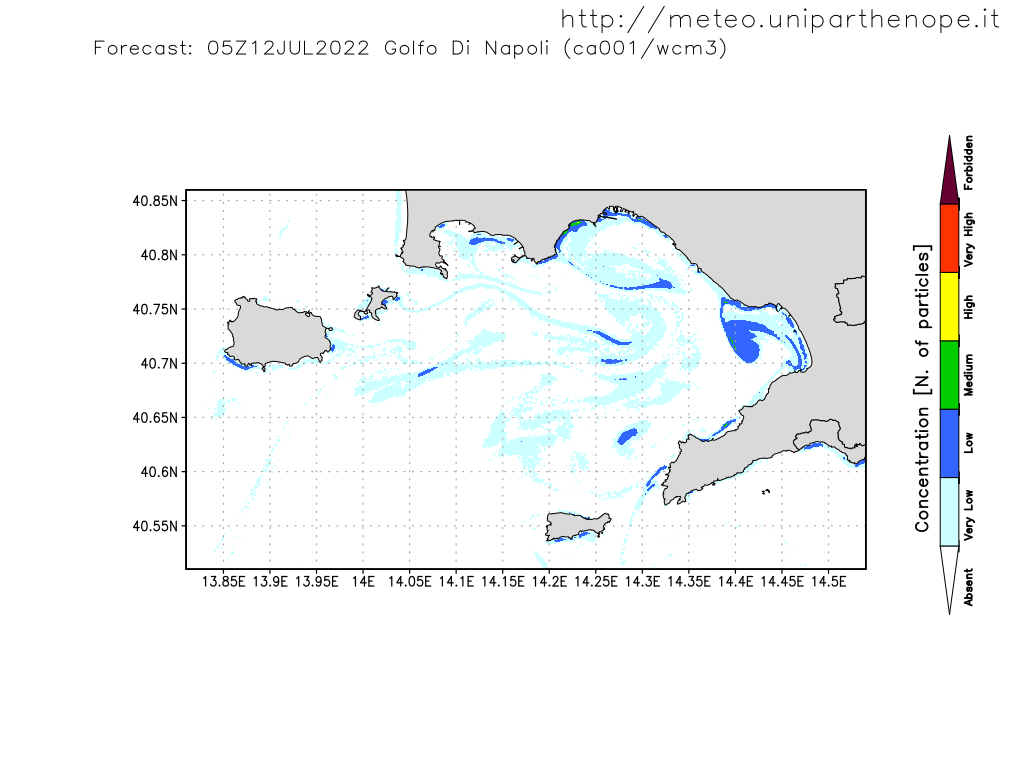 http://meteo.uniparthenope.it
Forecast: 05Z12JUL2022 Golfo Di Napoli (ca001/wcm3)
40.85N
40.8N
40.75N
40.7N
40.65N
40.6N
40.55N
13.85E 13.9E 13.95E 14E 14.05E 14.1E 14.15E 14.2E 14.25E 14.3E 14.35E 14.4E 14.45E 14.5E
Concentration [N. of particles]
Forbidden
Very High
High
Medium
Low
Very Low
Absent